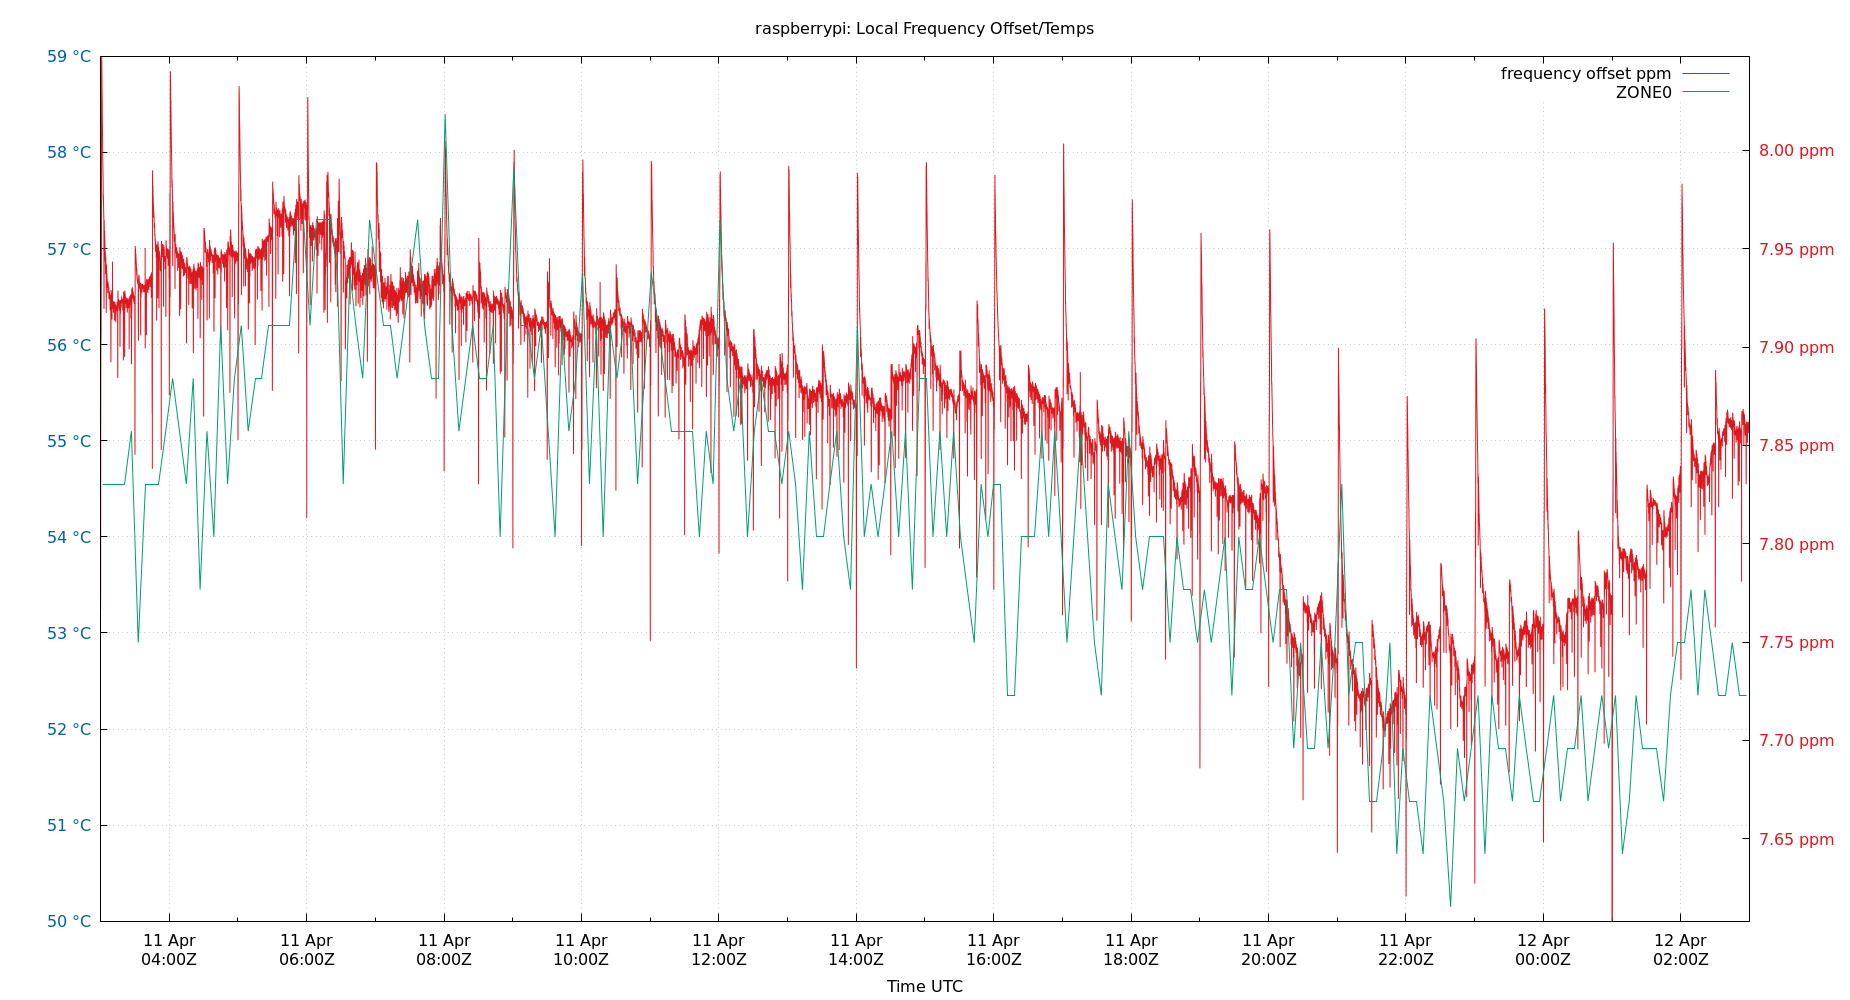 raspberrypi: Local Frequency Offset/Temps
frequency offset ppm
ZONE0
59 °C
58 °C
57 °C
56 °C
55 °C
54 °C
53 °C
52 °C
51 °C
50 °C
8.00 ppm
7.95 ppm
7.90 ppm
7.85 ppm
7.80 ppm
7.75 ppm
7.70 ppm
7.65 ppm
11 Apr 11 Apr 11 Apr 11 Apr 11 Apr 11 Apr 11 Apr 11 Apr 11 Apr 11 Apr 12 Apr 12 Apr
04:00Z 06:00Z 08:00Z 10:00Z 12:00Z 14:00Z 16:00Z 18:00Z 20:00Z 22:00Z 00:00Z 02:00Z
Time UTC